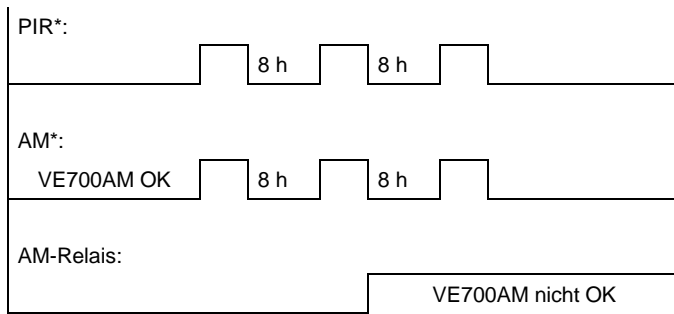 PIR*:
8 h 8 h
AM*:
VE700AM OK 8 h 8 h
AM-Relais:
VE700AM nicht OK